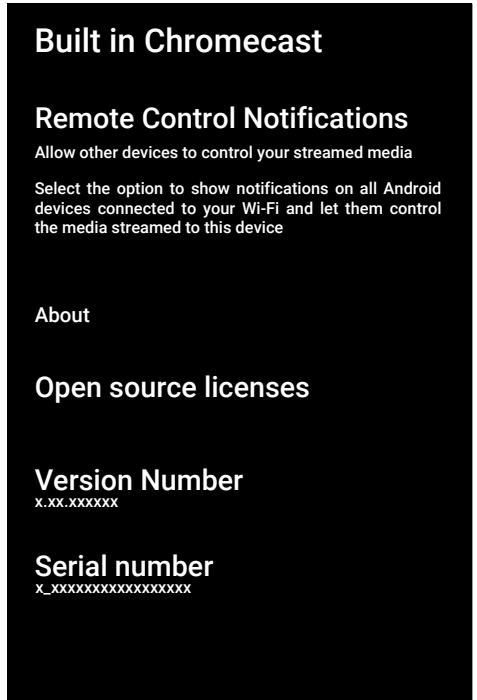 Built in Chromecast
Remote Control Notifications
Allow other devices to control your streamed media
Select the option to show notifications on all Android
devices connected to your Wi-Fi and let them control
the media streamed to this device
About
Open source licenses
Version Number
x.xx.xxxxxx
Serial number
x_xxxxxxxxxxxxxxxxx